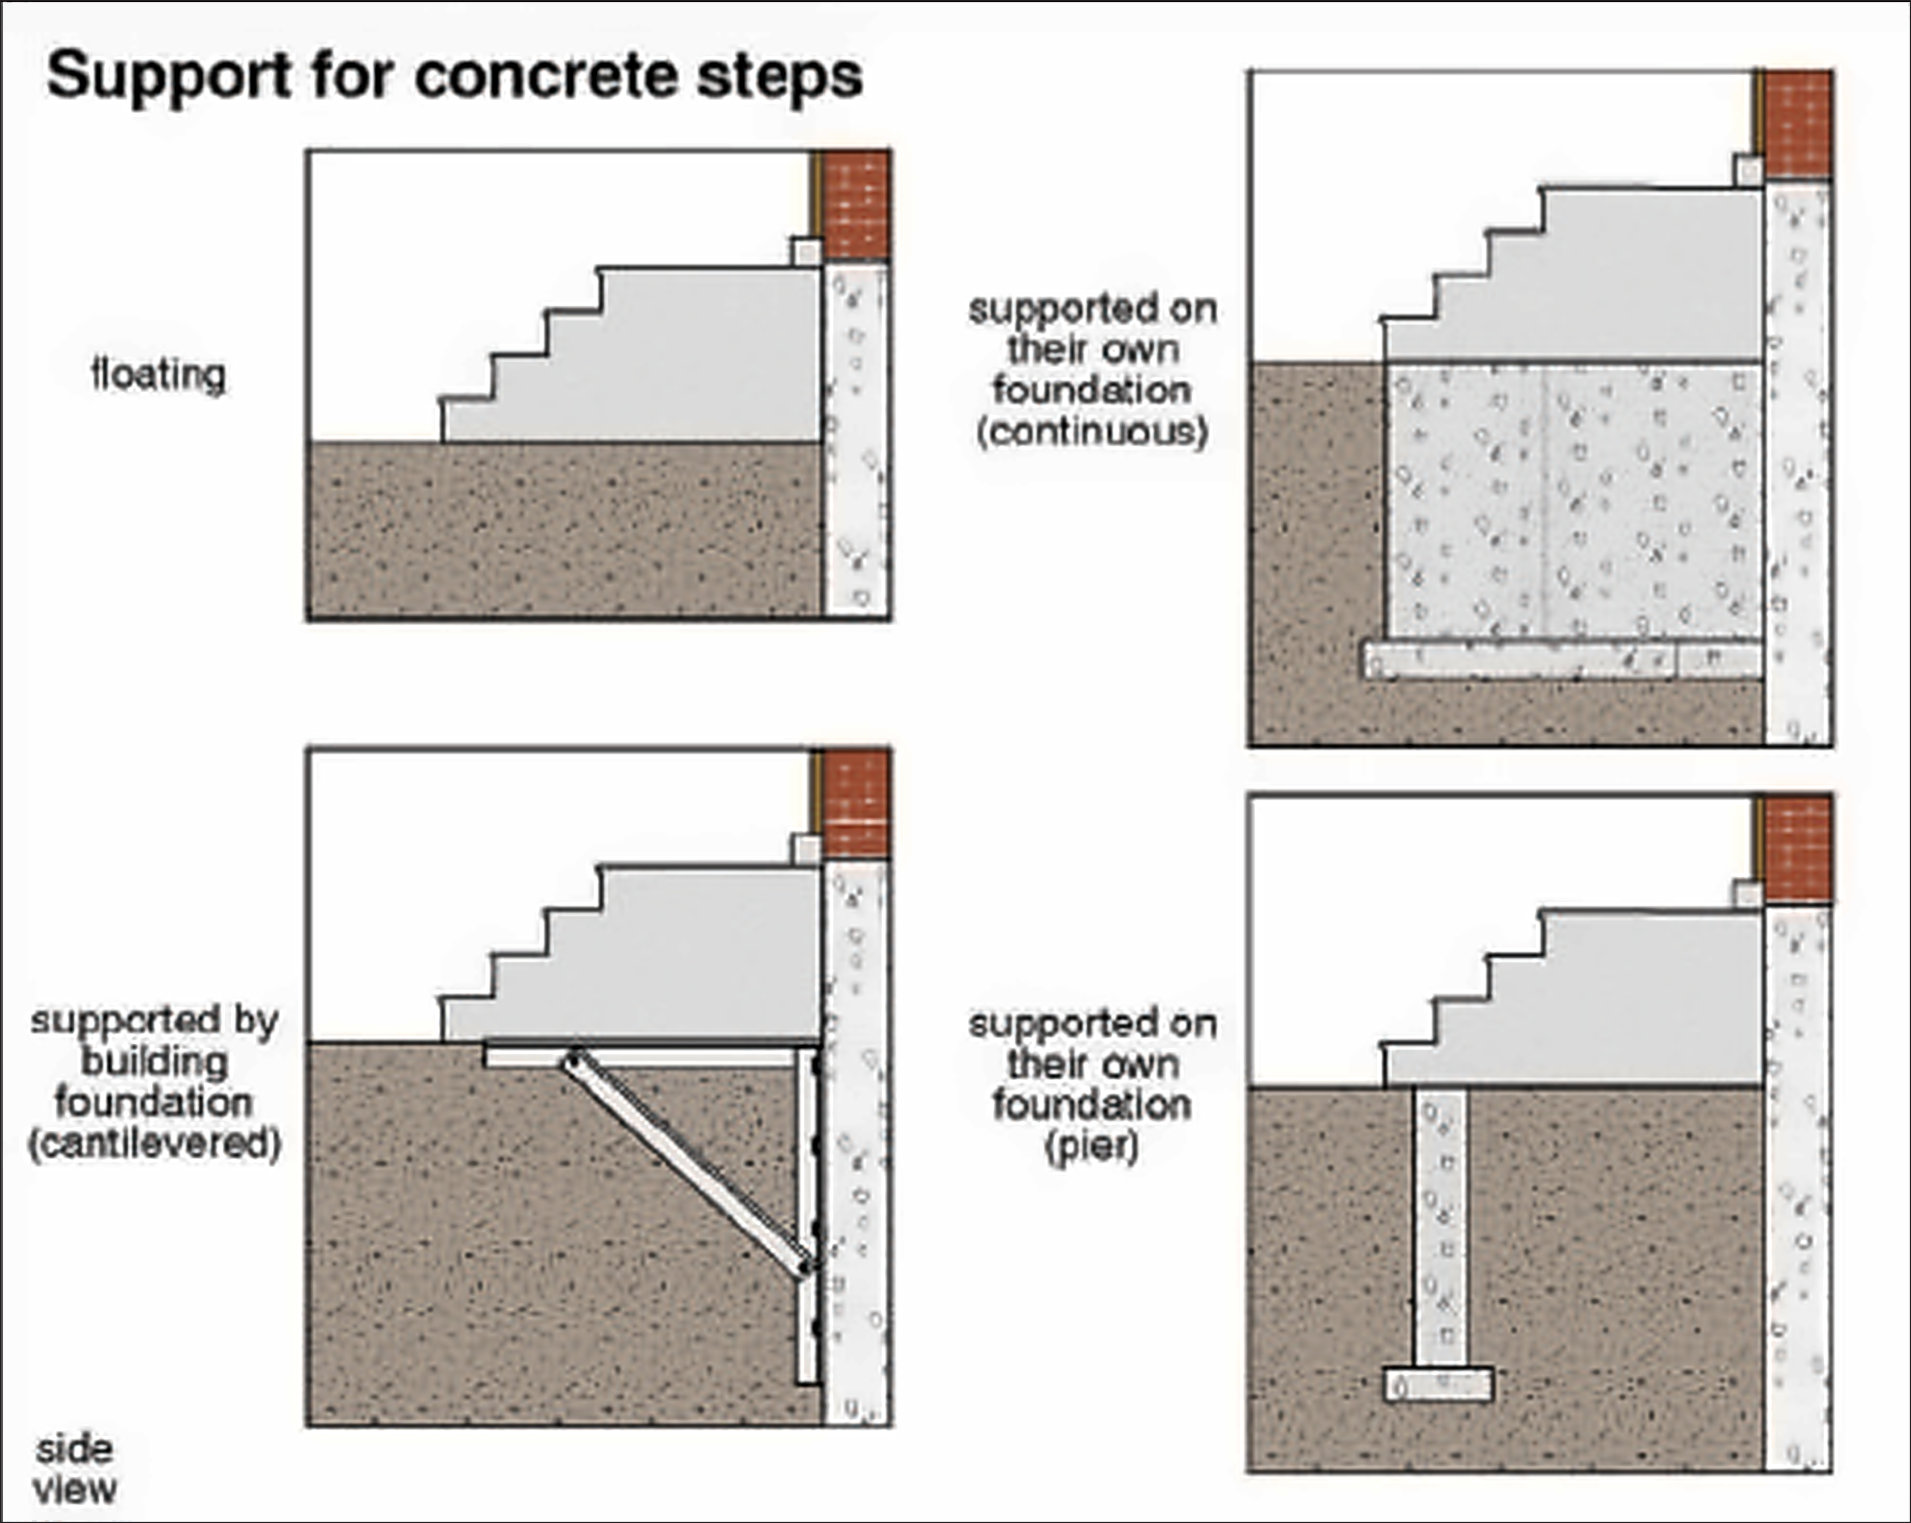 Support for concrete steps
floating
supported on
their own
foundation
(continuous)
supported by
building
foundation
(cantilevered)
supported on
their own
foundation
(pier)
side
view